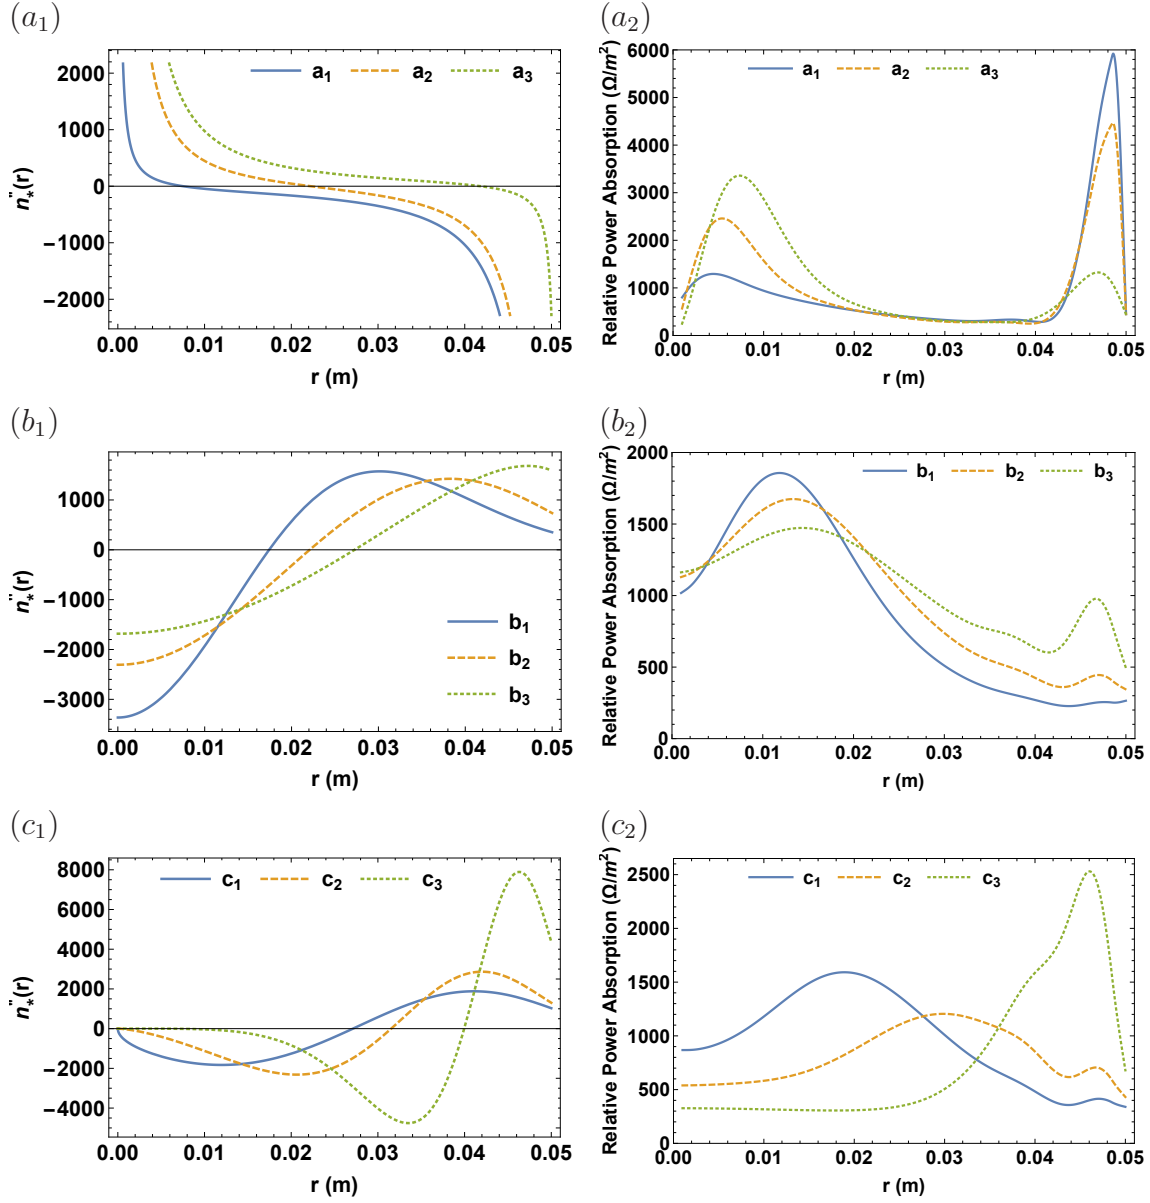 (a1) (a2)
a1 a2 a3
2000
1000
0
−1000
−2000
n*''(r)
0.00 0.01 0.02 0.03 0.04 0.05
r (m)
a1 a2 a3
6000
5000
4000
3000
2000
1000
0
Relative Power Absorption (Ω/m²)
0.00 0.01 0.02 0.03 0.04 0.05
r (m)
(b1) (b2)
1000
0
−1000
−2000
−3000
n*''(r)
b1
b2
b3
0.00 0.01 0.02 0.03 0.04 0.05
r (m)
b1 b2 b3
2000
1500
1000
500
0
Relative Power Absorption (Ω/m²)
0.00 0.01 0.02 0.03 0.04 0.05
r (m)
(c1) (c2)
c1 c2 c3
8000
6000
4000
2000
0
−2000
−4000
n*''(r)
0.00 0.01 0.02 0.03 0.04 0.05
r (m)
c1 c2 c3
2500
2000
1500
1000
500
0
Relative Power Absorption (Ω/m²)
0.00 0.01 0.02 0.03 0.04 0.05
r (m)